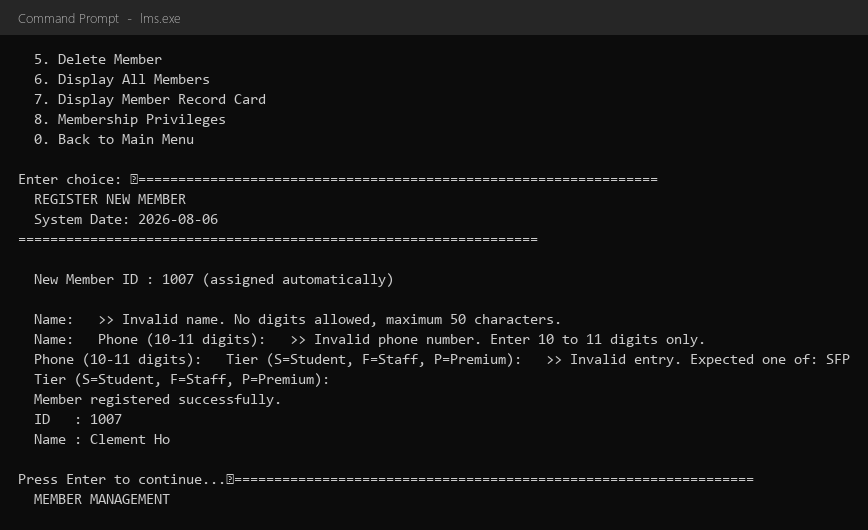 Command Prompt - lms.exe
5. Delete Member
6. Display All Members
7. Display Member Record Card
8. Membership Privileges
0. Back to Main Menu
Enter choice: �=================================================================
REGISTER NEW MEMBER
System Date: 2026-08-06
=================================================================
New Member ID : 1007 (assigned automatically)
Name:   >> Invalid name. No digits allowed, maximum 50 characters.
Name:   Phone (10-11 digits):   >> Invalid phone number. Enter 10 to 11 digits only.
Phone (10-11 digits):   Tier (S=Student, F=Staff, P=Premium):   >> Invalid entry. Expected one of: SFP
Tier (S=Student, F=Staff, P=Premium):
Member registered successfully.
ID   : 1007
Name : Clement Ho
Press Enter to continue...�=================================================================
MEMBER MANAGEMENT